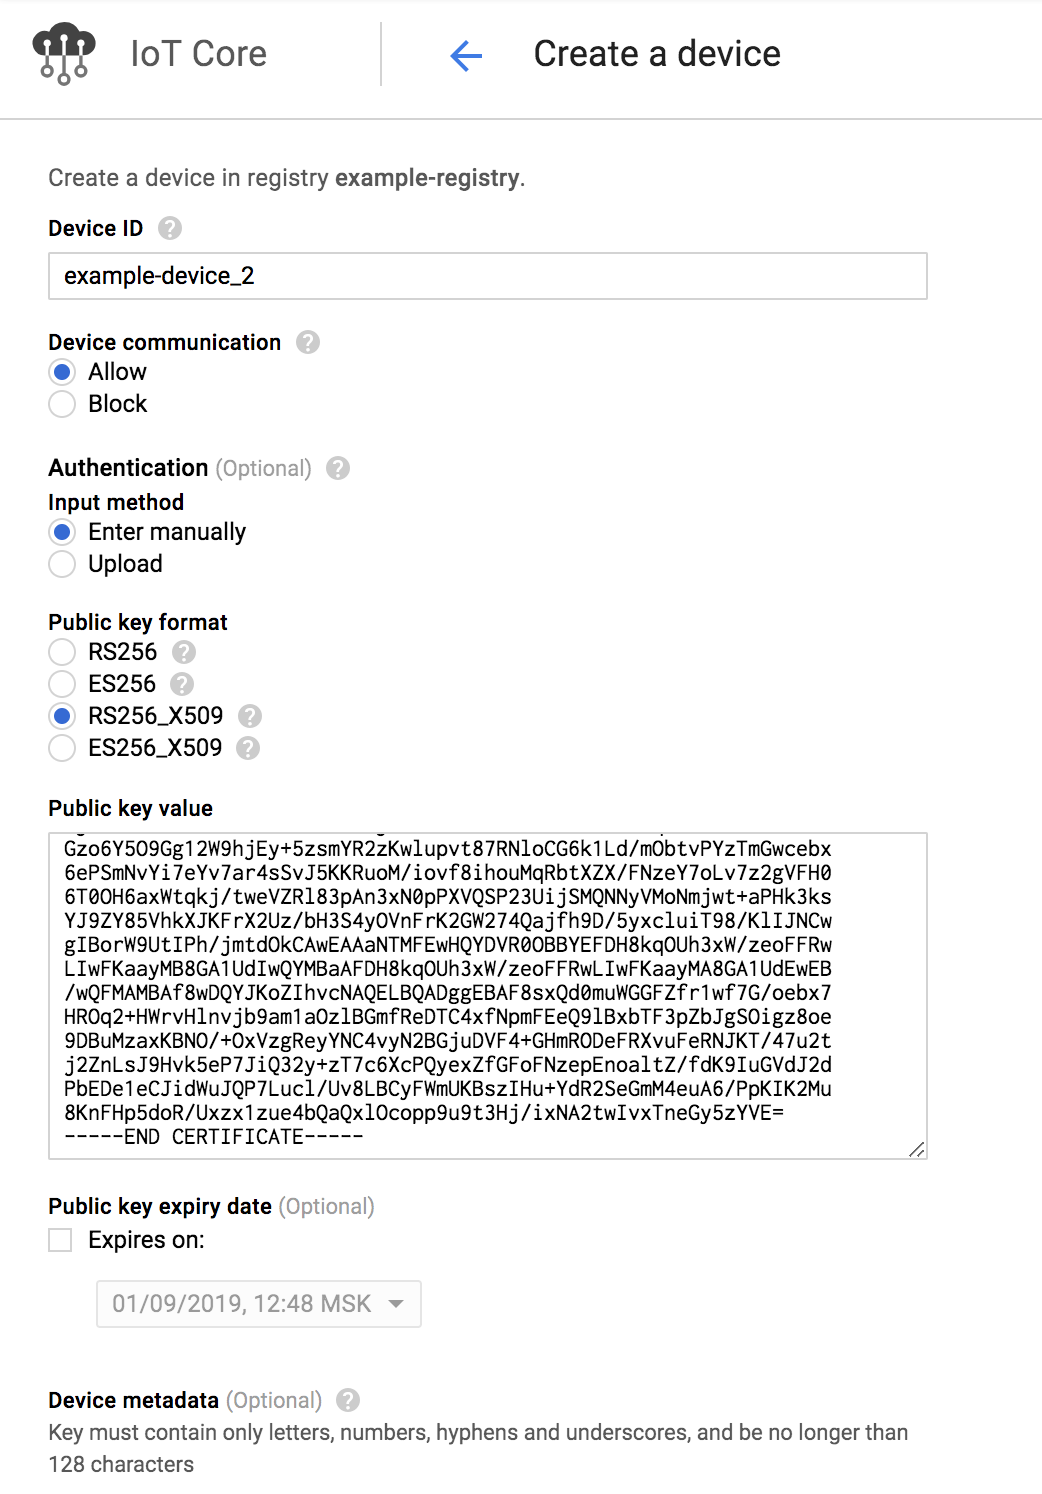 IoT Core
Create a device
Create a device in registry example-registry.
Device ID
example-device_2
Device communication
Allow
Block
Authentication (Optional)
Input method
Enter manually
Upload
Public key format
RS256
ES256
RS256_X509
ES256_X509
Public key value
Gzo6Y5O9Gg12W9hjEy+5zsmYR2zKwlupvt87RNloCG6k1Ld/mObtvPYzTmGwcebx
6ePSmNvYi7eYv7ar4sSvJ5KKRuoM/iovf8ihouMqRbtXZX/FNzeY7oLv7z2gVFH0
6T0OH6axWtqkj/tweVZRl83pAn3xN0pPXVQSP23UijSMQNNyVMoNmjwt+aPHk3ks
YJ9ZY85VhkXJKFrX2Uz/bH3S4yOVnFrK2GW274Qajfh9D/5yxcluiT98/KlIJNCw
gIBorW9UtIPh/jmtdOkCAwEAAaNTMFEwHQYDVR0OBBYEFDH8kqOUh3xW/zeoFFRw
LIwFKaayMB8GA1UdIwQYMBaAFDH8kqOUh3xW/zeoFFRwLIwFKaayMA8GA1UdEwEB
/wQFMAMBAf8wDQYJKoZIhvcNAQELBQADggEBAF8sxQd0muWGGFZfr1wf7G/oebx7
HROq2+HWrvHlnvjb9am1aOzlBGmfReDTC4xfNpmFEeQ9lBxbTF3pZbJgSOigz8oe
9DBuMzaxKBNO/+OxVzgReyYNC4vyN2BGjuDVF4+GHmRODeFRXvuFeRNJKT/47u2t
j2ZnLsJ9Hvk5eP7JiQ32y+zT7c6XcPQyexZfGFoFNzepEnoaltZ/fdK9IuGVdJ2d
PbEDe1eCJidWuJQP7Lucl/Uv8LBCyFWmUKBszIHu+YdR2SeGmM4euA6/PpKIK2Mu
8KnFHp5doR/Uxzx1zue4bQaQxlOcopp9u9t3Hj/ixNA2twIvxTneGy5zYVE=
-----END CERTIFICATE-----
Public key expiry date (Optional)
Expires on:
01/09/2019, 12:48 MSK
Device metadata (Optional)
Key must contain only letters, numbers, hyphens and underscores, and be no longer than
128 characters